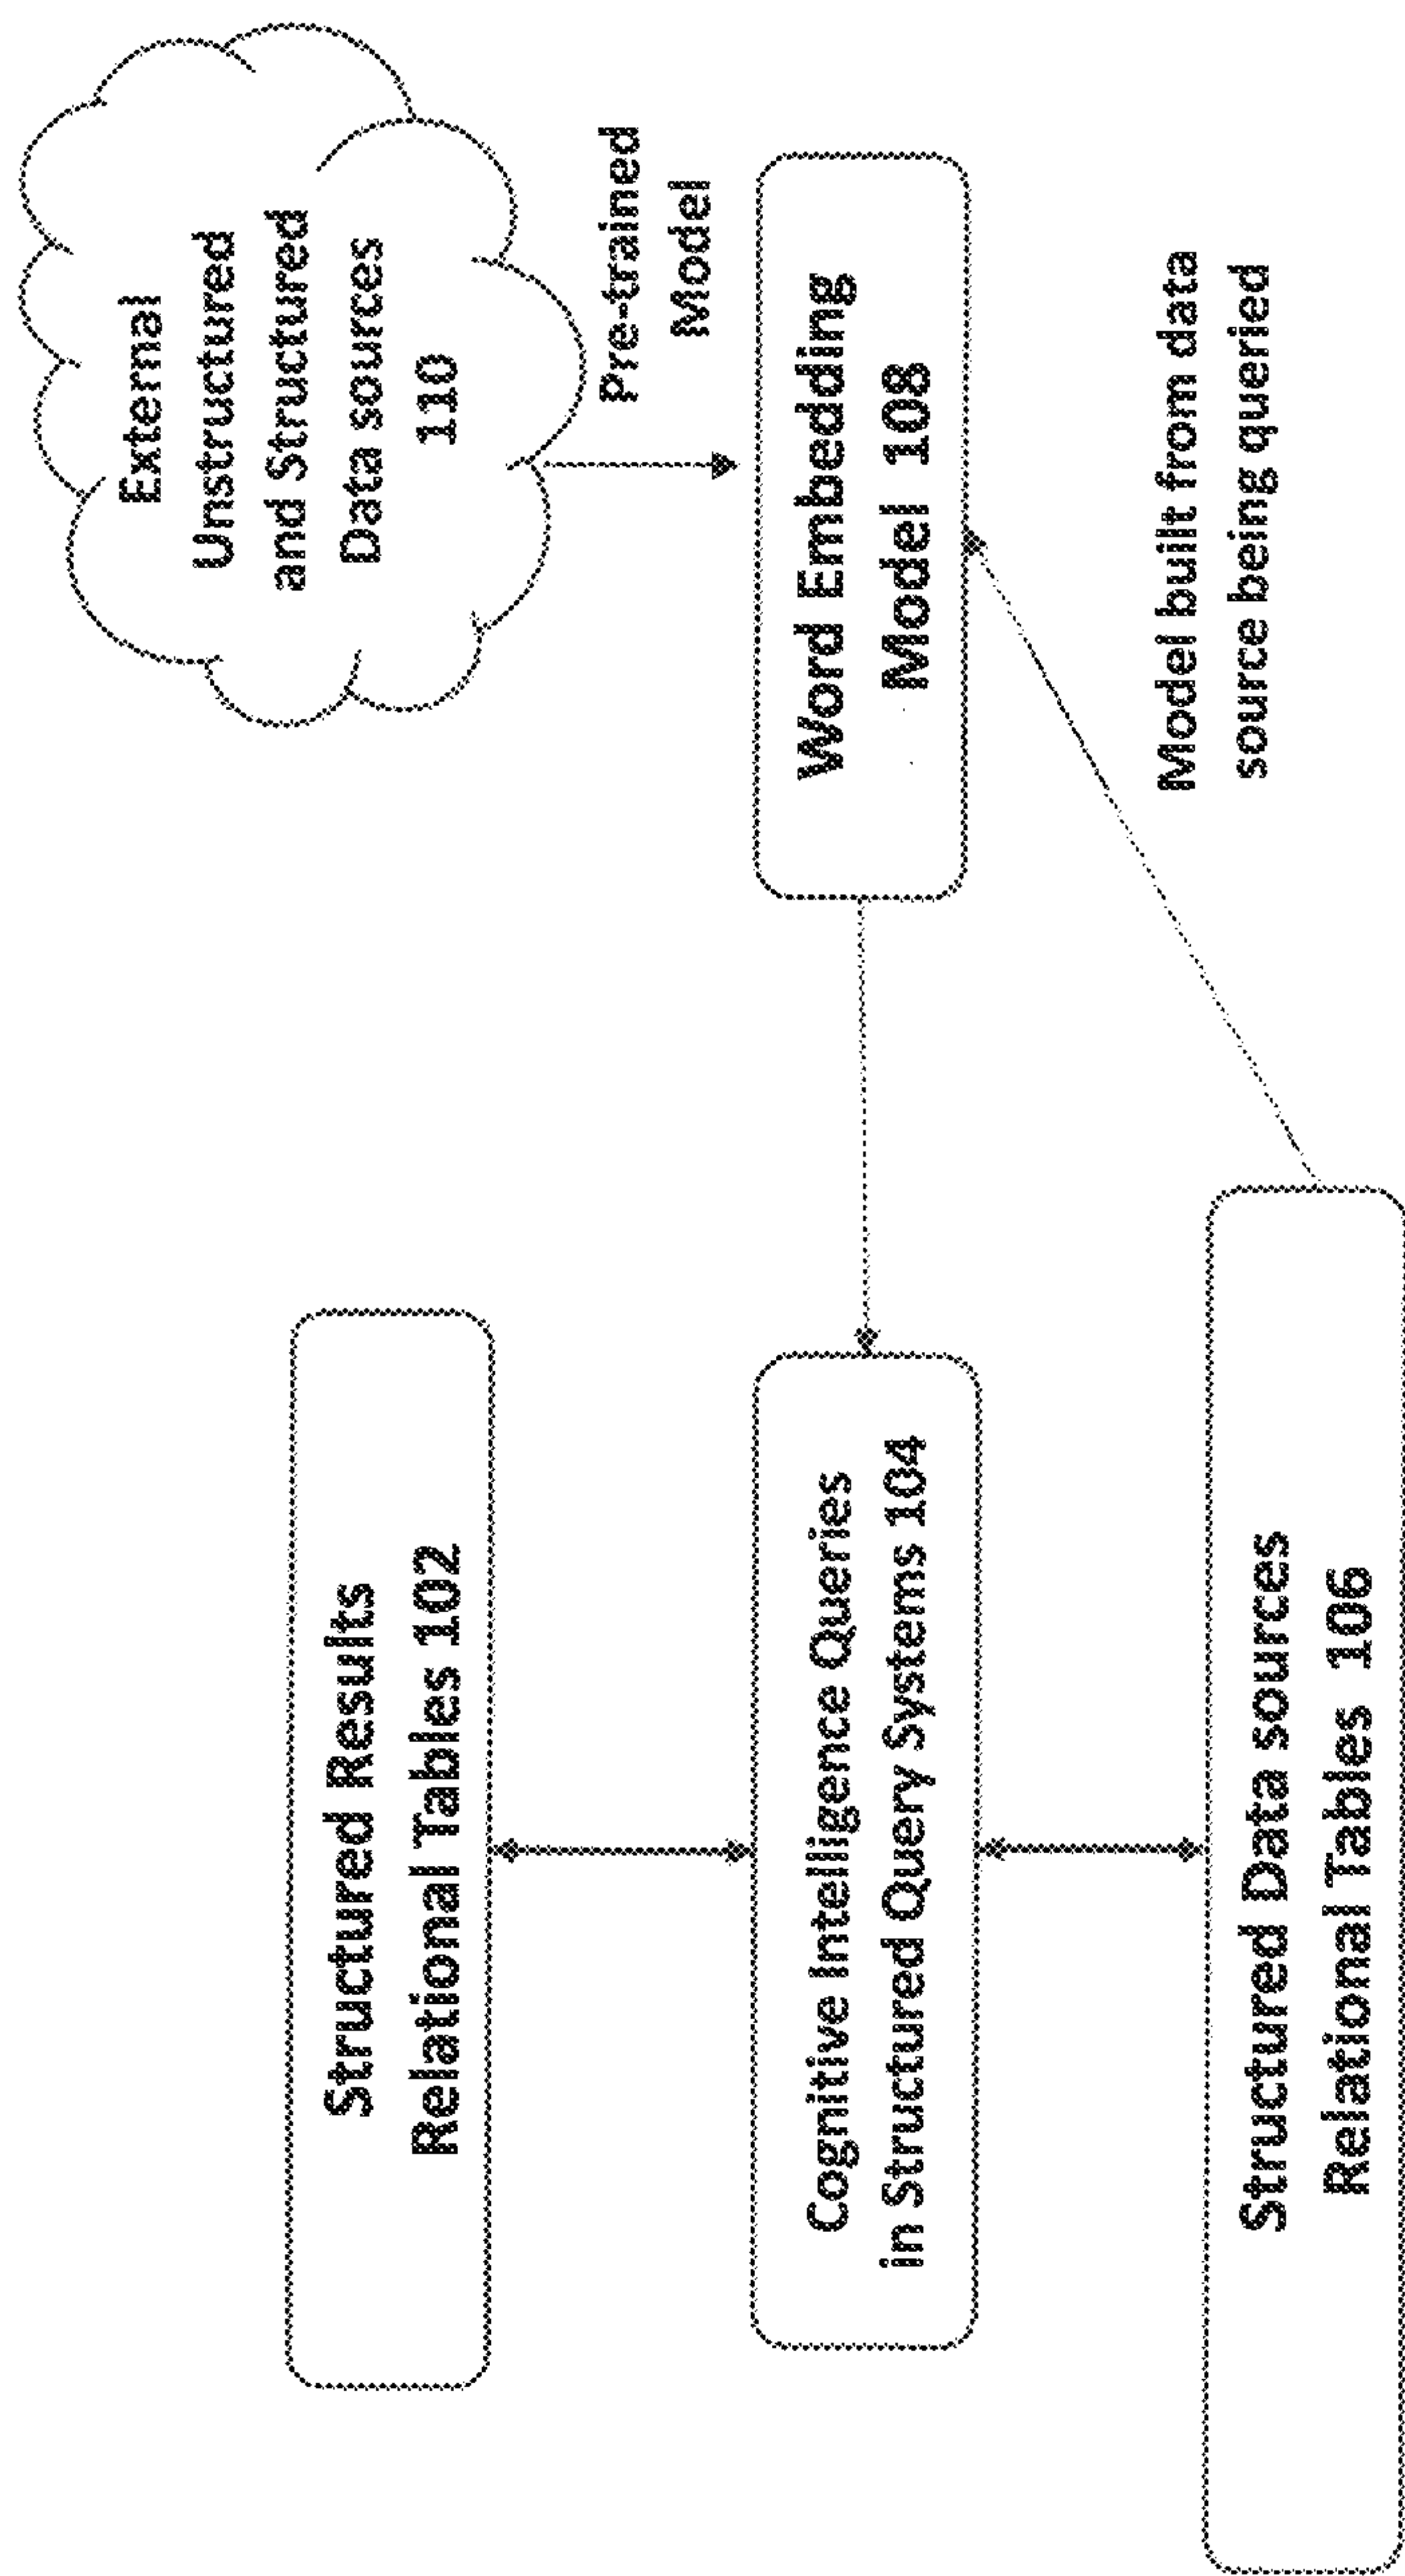 External
Unstructured
and Structured
Data sources
110
Pre-trained
Model
Structured Results
Relational Tables 102
Word Embedding
Model 108
Cognitive Intelligence Queries
in Structured Query Systems 104
Model built from data
source being queried
Structured Data sources
Relational Tables 106